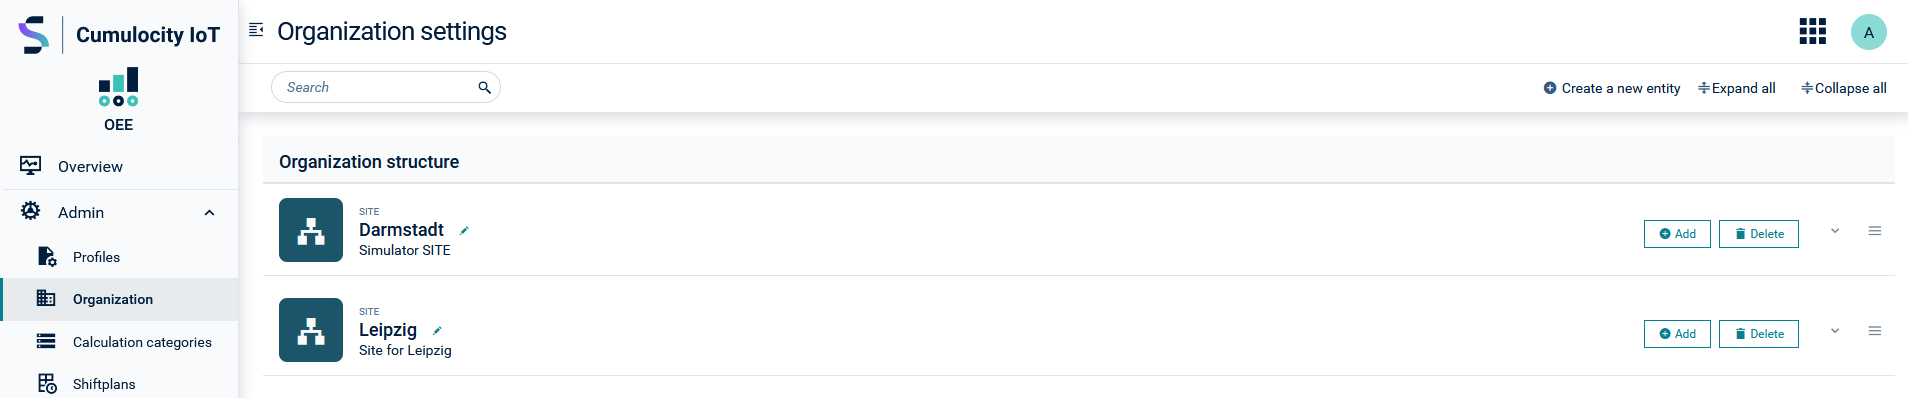 Cumulocity IoT
OEE
Overview
Admin
Profiles
Organization
Calculation categories
Shiftplans
Organization settings
A
Search
Create a new entity
Expand all
Collapse all
Organization structure
SITE
Darmstadt
Simulator SITE
Add
Delete
SITE
Leipzig
Site for Leipzig
Add
Delete